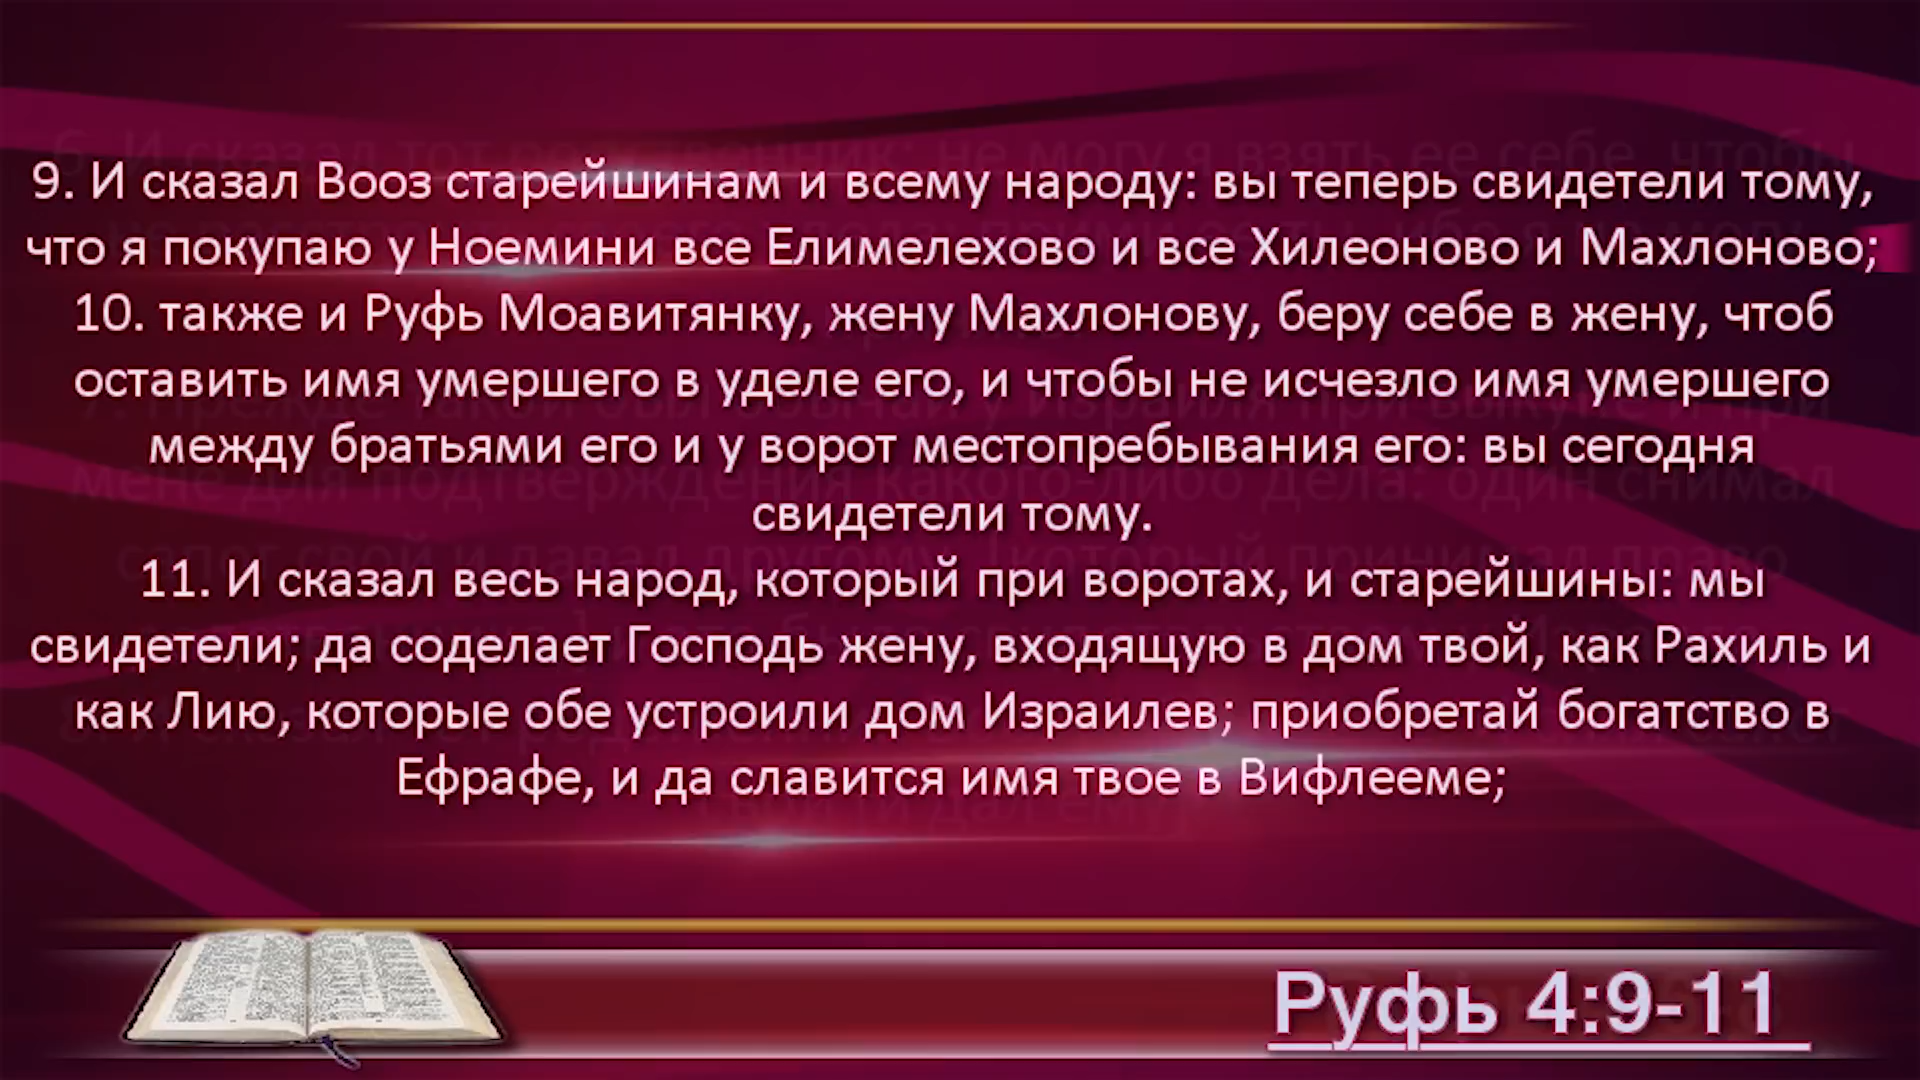 9. И сказал Вооз старейшинам и всему народу: вы теперь свидетели тому,
что я покупаю у Ноемини все Елимелехово и все Хилеоново и Махлоново;
10. также и Руфь Моавитянку, жену Махлонову, беру себе в жену, чтоб
оставить имя умершего в уделе его, и чтобы не исчезло имя умершего
между братьями его и у ворот местопребывания его: вы сегодня
свидетели тому.
11. И сказал весь народ, который при воротах, и старейшины: мы
свидетели; да соделает Господь жену, входящую в дом твой, как Рахиль и
как Лию, которые обе устроили дом Израилев; приобретай богатство в
Ефрафе, и да славится имя твое в Вифлееме;
Руфь 4:9-11